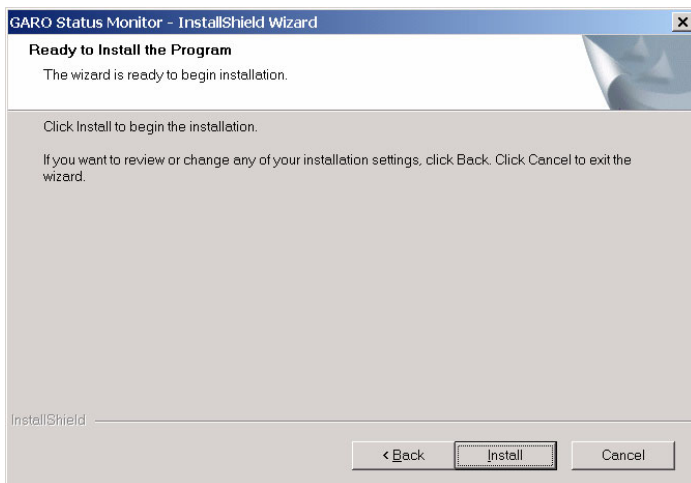 GARO Status Monitor - InstallShield Wizard
Ready to Install the Program
The wizard is ready to begin installation.
Click Install to begin the installation.
If you want to review or change any of your installation settings, click Back. Click Cancel to exit the
wizard.
InstallShield
< Back
Install
Cancel